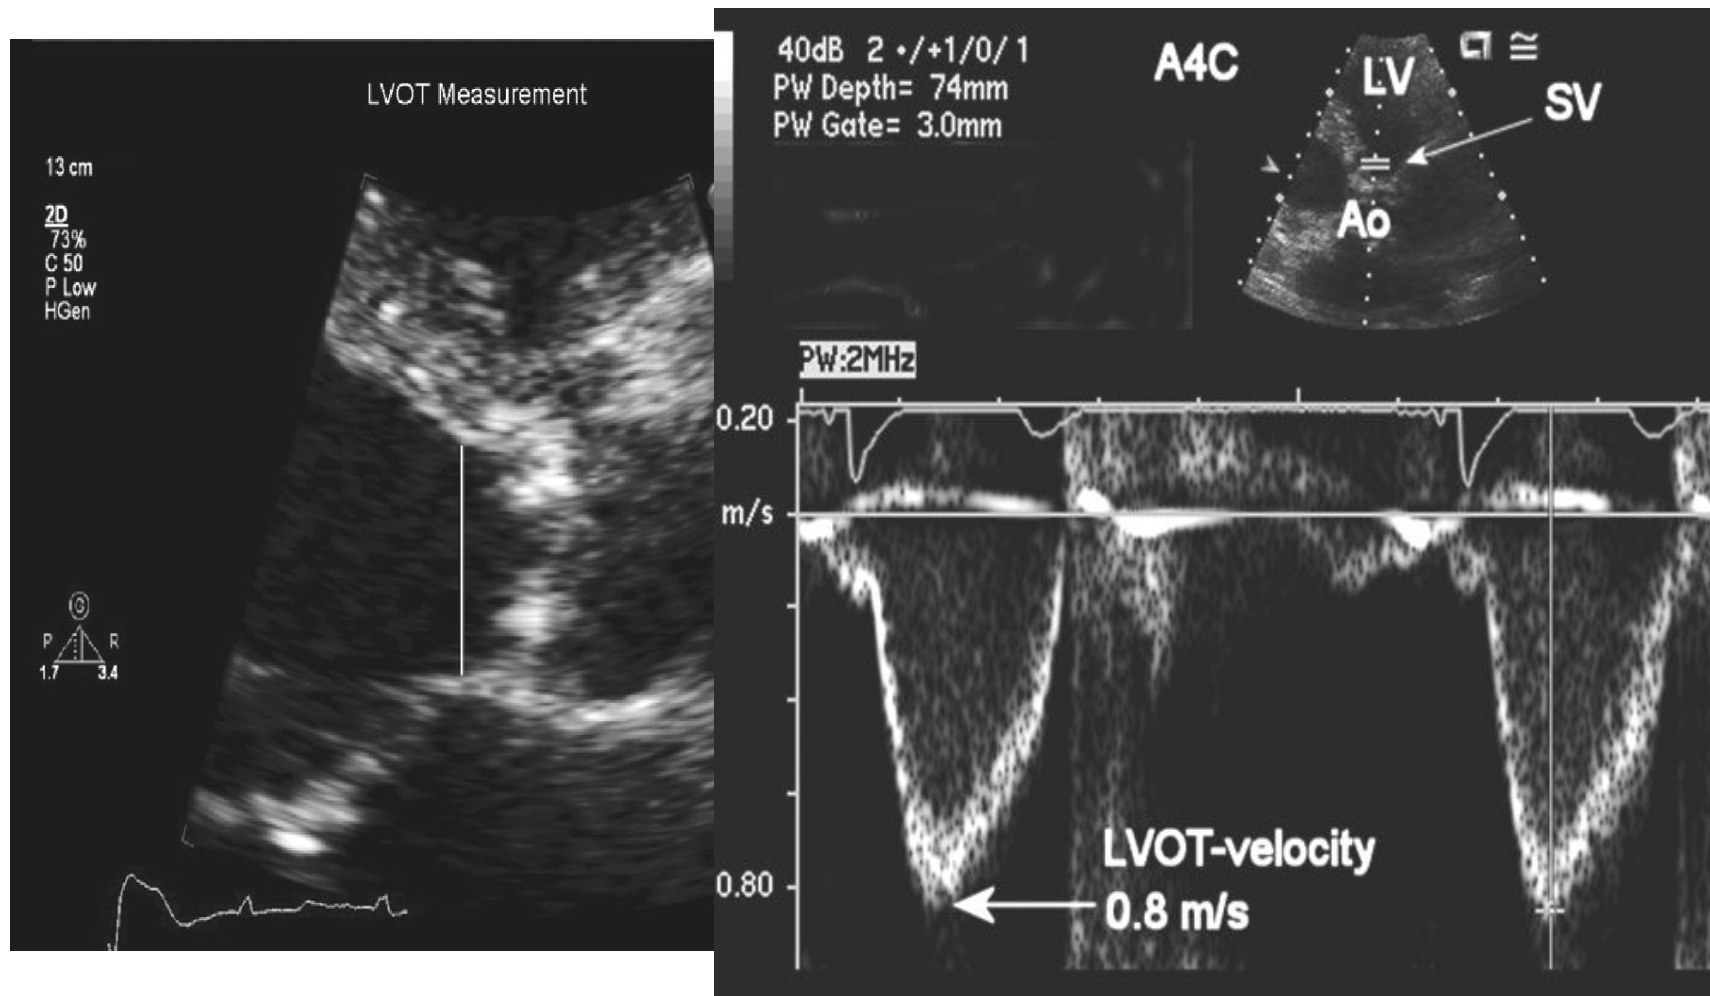 LVOT Measurement
13 cm
2D
73%
C 50
P Low
HGen
G
P R
1.7 3.4
40dB 2 •/+1/0/1
PW Depth= 74mm
PW Gate= 3.0mm
A4C
LV
SV
Ao
PW:2MHz
0.20
m/s
0.80
LVOT-velocity
0.8 m/s